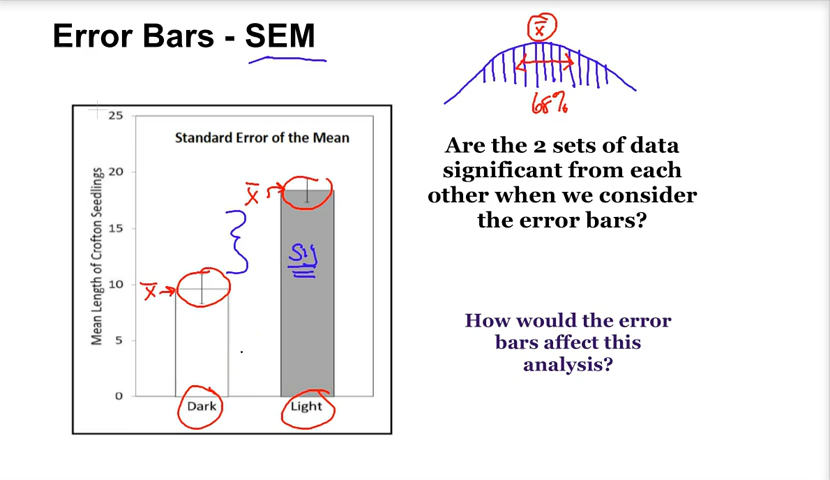 Error Bars - SEM
x̄
68%
25
Standard Error of the Mean
20
x̄
15
Sig
10
x̄
5
0
Mean Length of Crofton Seedlings
Dark
Light
Are the 2 sets of data
significant from each
other when we consider
the error bars?
How would the error
bars affect this
analysis?